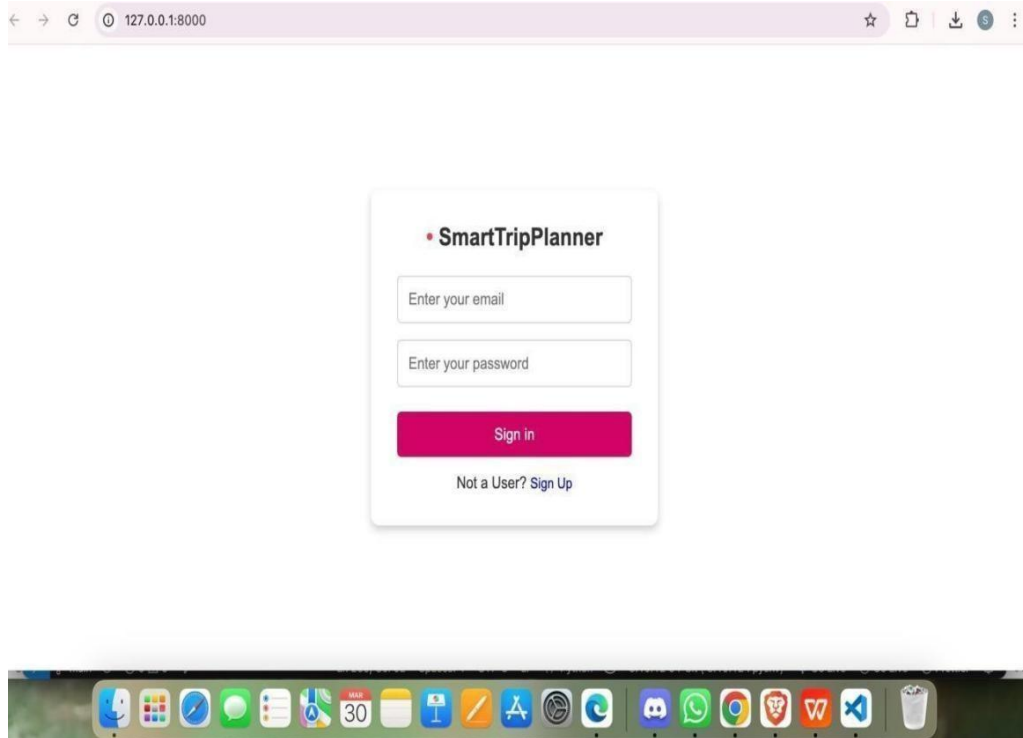 127.0.0.1:8000
S
• SmartTripPlanner
Enter your email
Enter your password
Sign in
Not a User? Sign Up
MAR
30